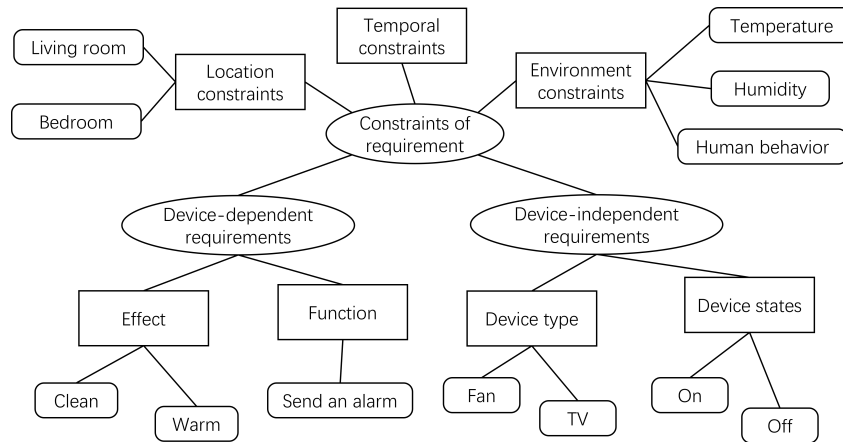 Living room
Bedroom
Location
constraints
Temporal
constraints
Environment
constraints
Temperature
Humidity
Human behavior
Constraints of
requirement
Device-dependent
requirements
Device-independent
requirements
Effect
Function
Device type
Device states
Clean
Warm
Send an alarm
Fan
TV
On
Off